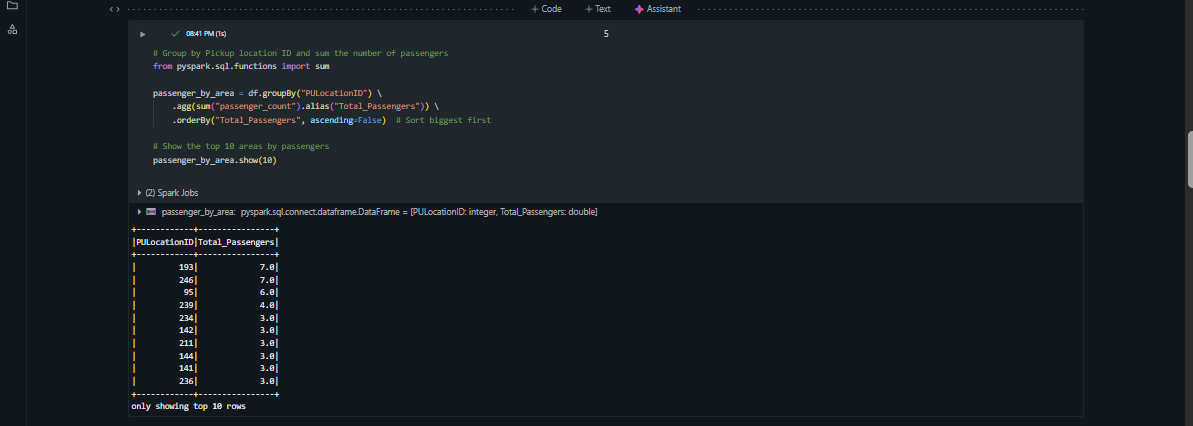 + Code + Text Assistant
08:41 PM (1s) 5
# Group by Pickup location ID and sum the number of passengers
from pyspark.sql.functions import sum
passenger_by_area = df.groupBy("PULocationID") \
.agg(sum("passenger_count").alias("Total_Passengers")) \
.orderBy("Total_Passengers", ascending=False) # Sort biggest first
# Show the top 10 areas by passengers
passenger_by_area.show(10)
(2) Spark Jobs
passenger_by_area: pyspark.sql.connect.dataframe.DataFrame = [PULocationID: integer, Total_Passengers: double]
+------------+----------------+
|PULocationID|Total_Passengers|
+------------+----------------+
| 193| 7.0|
| 246| 7.0|
| 95| 6.0|
| 239| 4.0|
| 234| 3.0|
| 142| 3.0|
| 211| 3.0|
| 144| 3.0|
| 141| 3.0|
| 236| 3.0|
+------------+----------------+
only showing top 10 rows